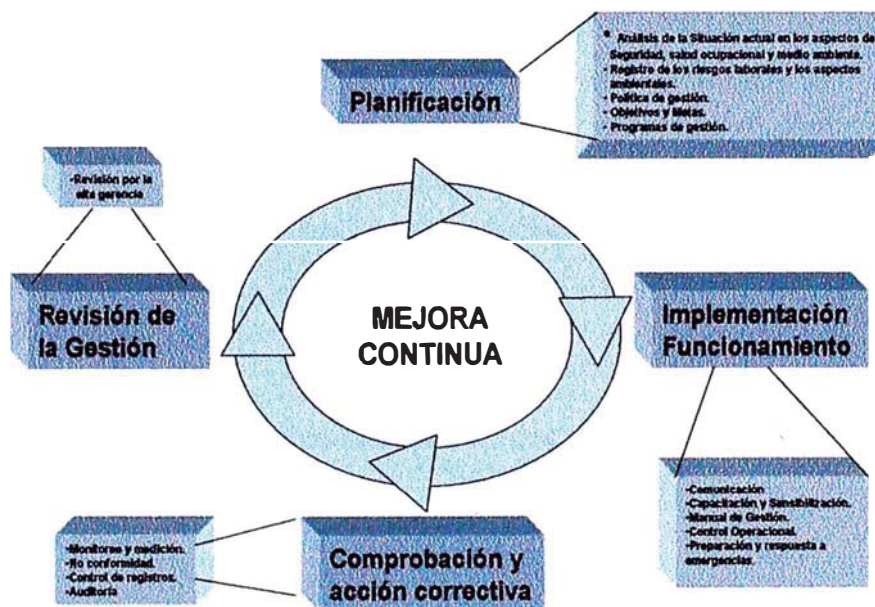 Planificación
* Análisis de la Situación actual en los aspectos de
Seguridad, salud ocupacional y medio ambiente.
- Registro de los riesgos laborales y los aspectos
ambientales.
- Política de gestión.
- Objetivos y Metas.
- Programas de gestión.
-Revisión por la
alta gerencia
Revisión de
la Gestión
MEJORA
CONTINUA
Implementación
Funcionamiento
-Comunicación
-Capacitación y Sensibilización.
-Manual de Gestión.
-Control Operacional.
-Preparación y respuesta a
emergencias.
-Monitoreo y medición.
-No conformidad.
-Control de registros.
-Auditoría
Comprobación y
acción correctiva